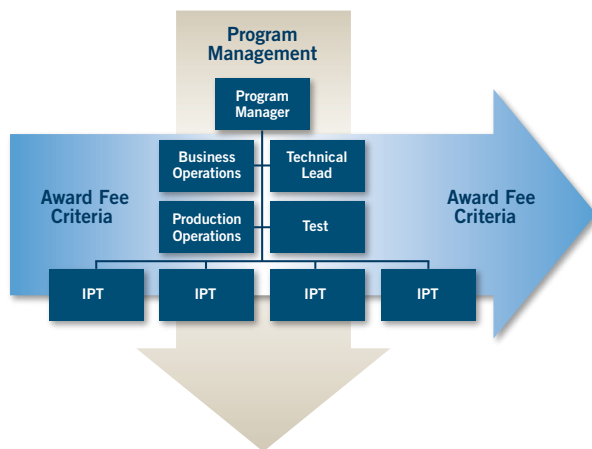 Program
Management
Program
Manager
Business
Operations
Technical
Lead
Award Fee
Criteria
Award Fee
Criteria
Production
Operations
Test
IPT
IPT
IPT
IPT